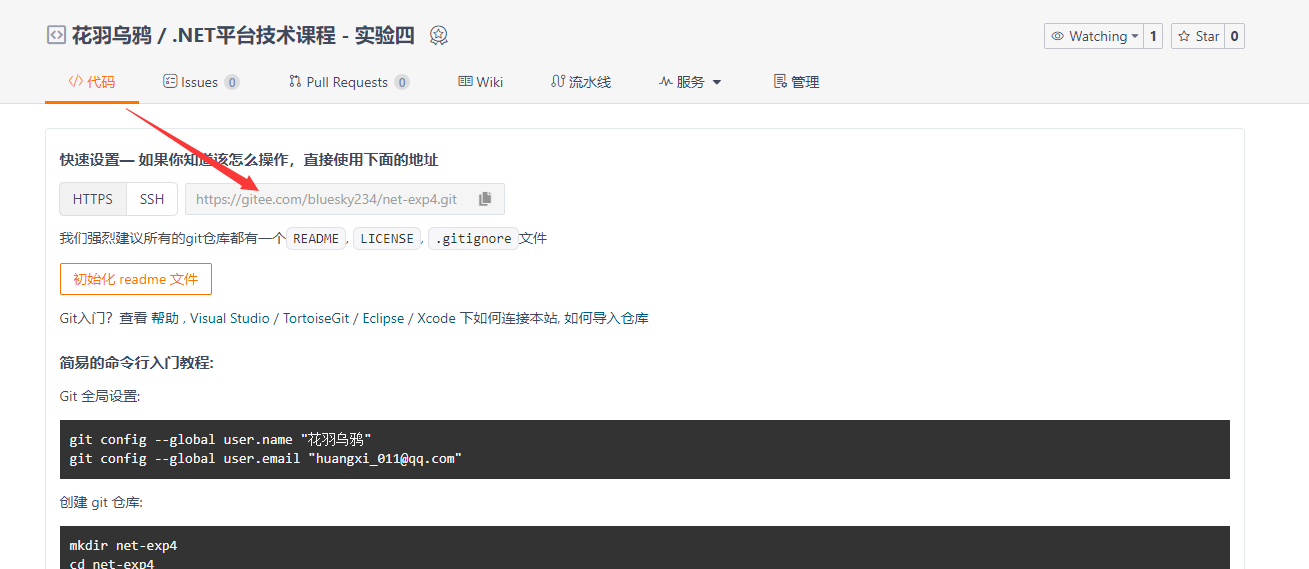 花羽乌鸦 / .NET平台技术课程 - 实验四
Watching 1 Star 0
代码 Issues 0 Pull Requests 0 Wiki 流水线 服务 管理
快速设置— 如果你知道该怎么操作，直接使用下面的地址
HTTPS SSH https://gitee.com/bluesky234/net-exp4.git
我们强烈建议所有的git仓库都有一个 README, LICENSE, .gitignore 文件
初始化 readme 文件
Git入门？查看 帮助 , Visual Studio / TortoiseGit / Eclipse / Xcode 下如何连接本站, 如何导入仓库
简易的命令行入门教程:
Git 全局设置:
git config --global user.name "花羽乌鸦"
git config --global user.email "huangxi_011@qq.com"
创建 git 仓库:
mkdir net-exp4
cd net-exp4